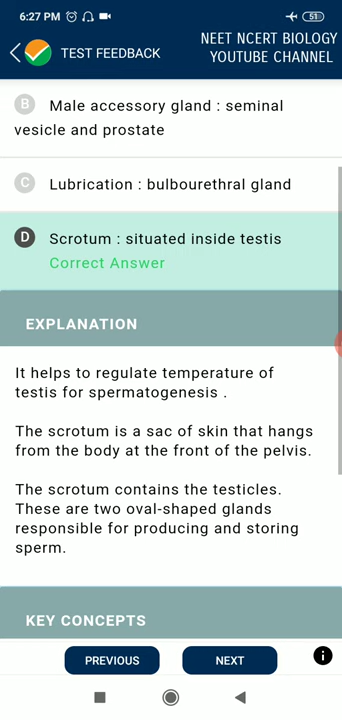 6:27 PM
51
TEST FEEDBACK
NEET NCERT BIOLOGY
YOUTUBE CHANNEL
B Male accessory gland : seminal
vesicle and prostate
C Lubrication : bulbourethral gland
D Scrotum : situated inside testis
Correct Answer
EXPLANATION
It helps to regulate temperature of
testis for spermatogenesis .
The scrotum is a sac of skin that hangs
from the body at the front of the pelvis.
The scrotum contains the testicles.
These are two oval-shaped glands
responsible for producing and storing
sperm.
KEY CONCEPTS
PREVIOUS
NEXT
i